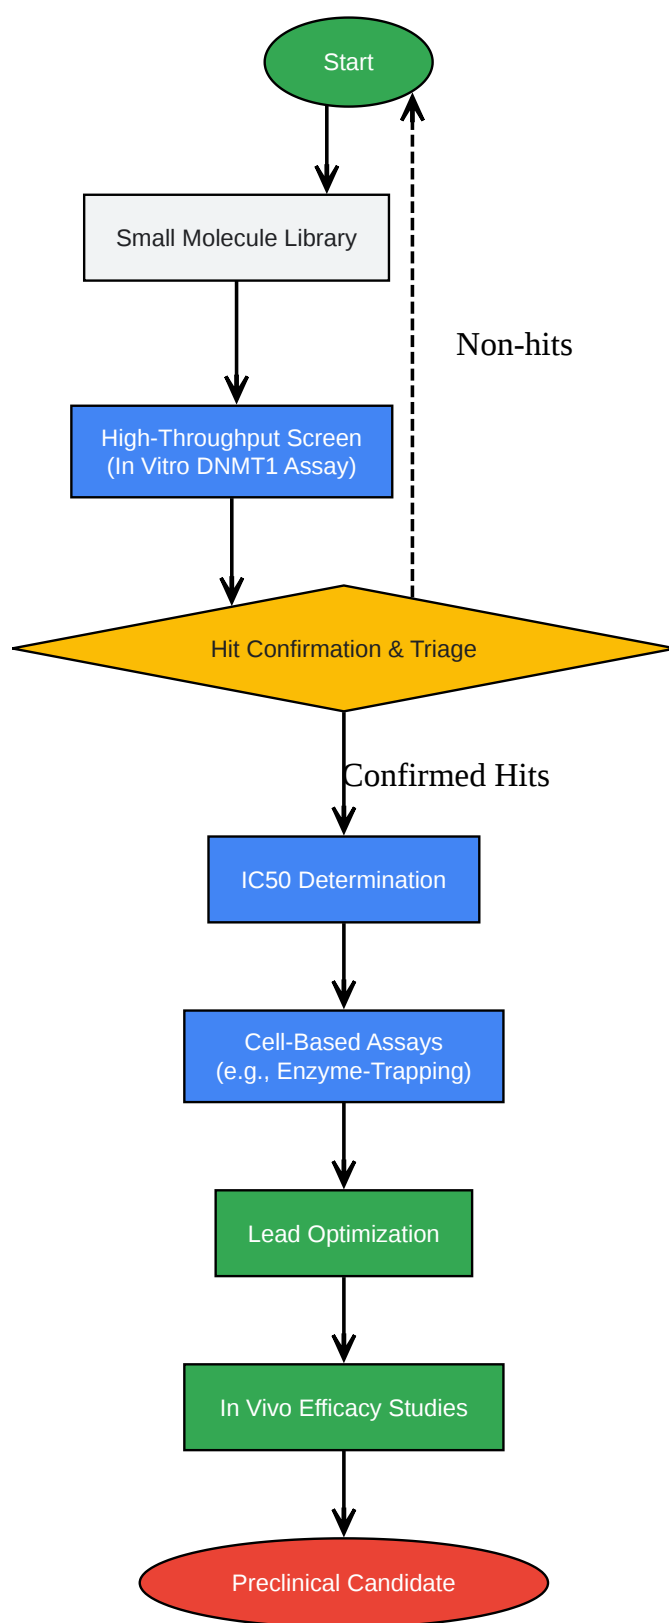 Start
Small Molecule Library
Non-hits
High-Throughput Screen
(In Vitro DNMT1 Assay)
Hit Confirmation & Triage
Confirmed Hits
IC50 Determination
Cell-Based Assays
(e.g., Enzyme-Trapping)
Lead Optimization
In Vivo Efficacy Studies
Preclinical Candidate